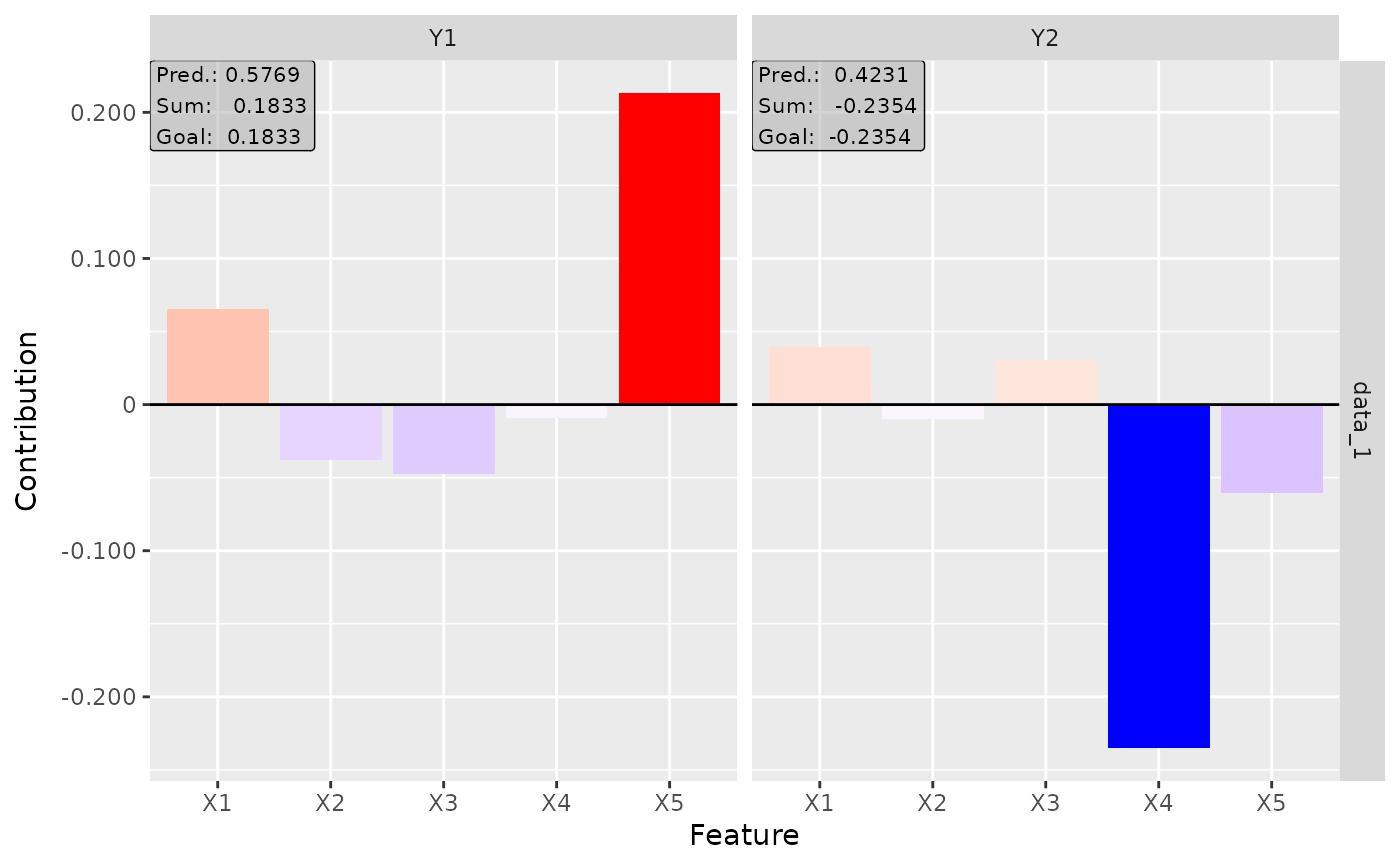 Y1
Y2
Pred.: 0.5769
Sum: 0.1833
Goal: 0.1833
Pred.: 0.4231
Sum: -0.2354
Goal: -0.2354
0.200
0.100
0
-0.100
-0.200
Contribution
data_1
X1 X2 X3 X4 X5
X1 X2 X3 X4 X5
Feature